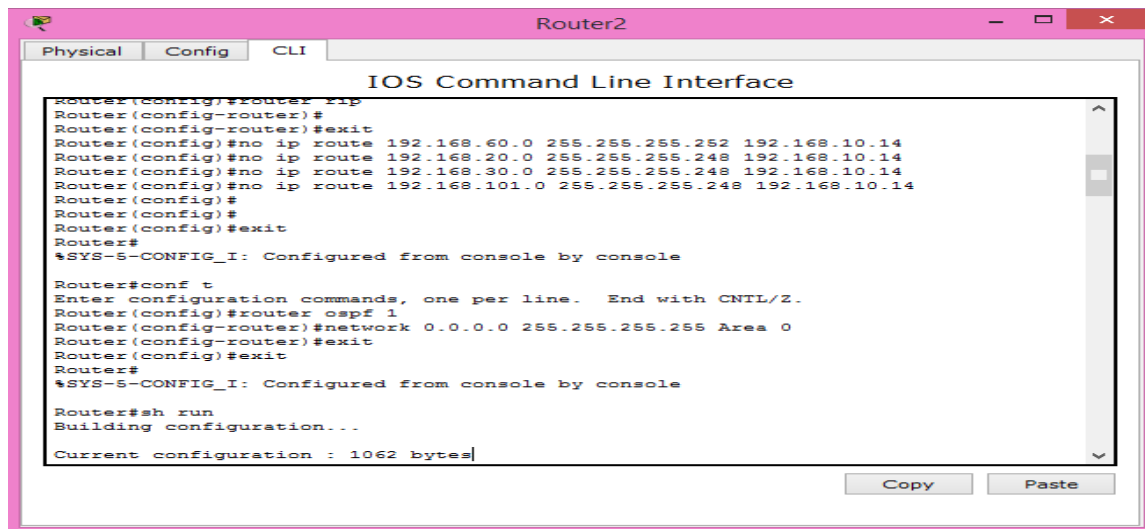 Router2
Physical Config CLI
IOS Command Line Interface
Router(config)#router rip
Router(config-router)#
Router(config-router)#exit
Router(config)#no ip route 192.168.60.0 255.255.255.252 192.168.10.14
Router(config)#no ip route 192.168.20.0 255.255.255.248 192.168.10.14
Router(config)#no ip route 192.168.30.0 255.255.255.248 192.168.10.14
Router(config)#no ip route 192.168.101.0 255.255.255.248 192.168.10.14
Router(config)#
Router(config)#
Router(config)#exit
Router#
%SYS-5-CONFIG_I: Configured from console by console
Router#conf t
Enter configuration commands, one per line.  End with CNTL/Z.
Router(config)#router ospf 1
Router(config-router)#network 0.0.0.0 255.255.255.255 Area 0
Router(config-router)#exit
Router(config)#exit
Router#
%SYS-5-CONFIG_I: Configured from console by console
Router#sh run
Building configuration...
Current configuration : 1062 bytes
Copy Paste